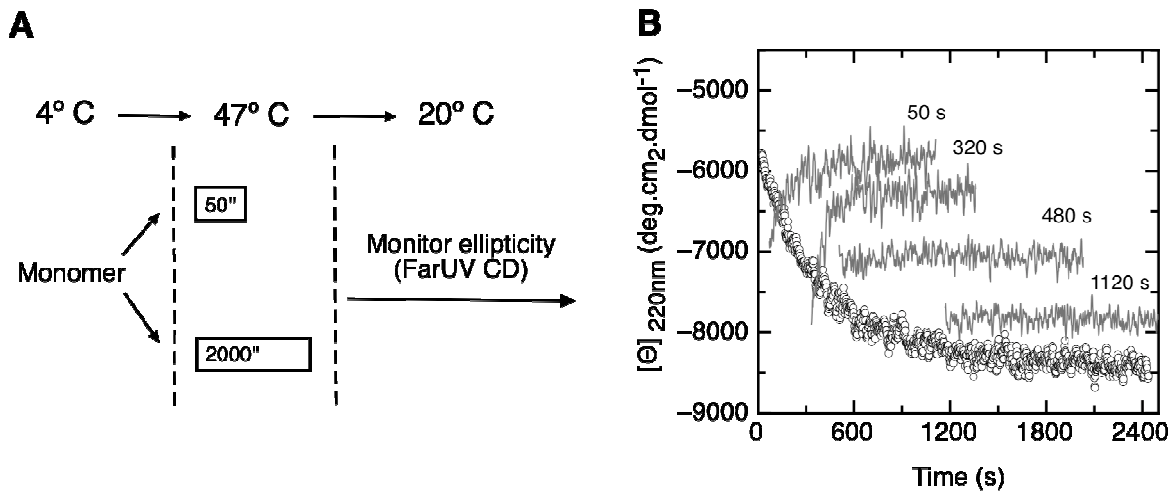 A
4º C
47º C
20º C
50"
Monomer
2000"
Monitor ellipticity
(FarUV CD)
B
[Θ] 220nm (deg.cm2.dmol-1)
−5000
−6000
−7000
−8000
−9000
50 s
320 s
480 s
1120 s
0 600 1200 1800 2400
Time (s)